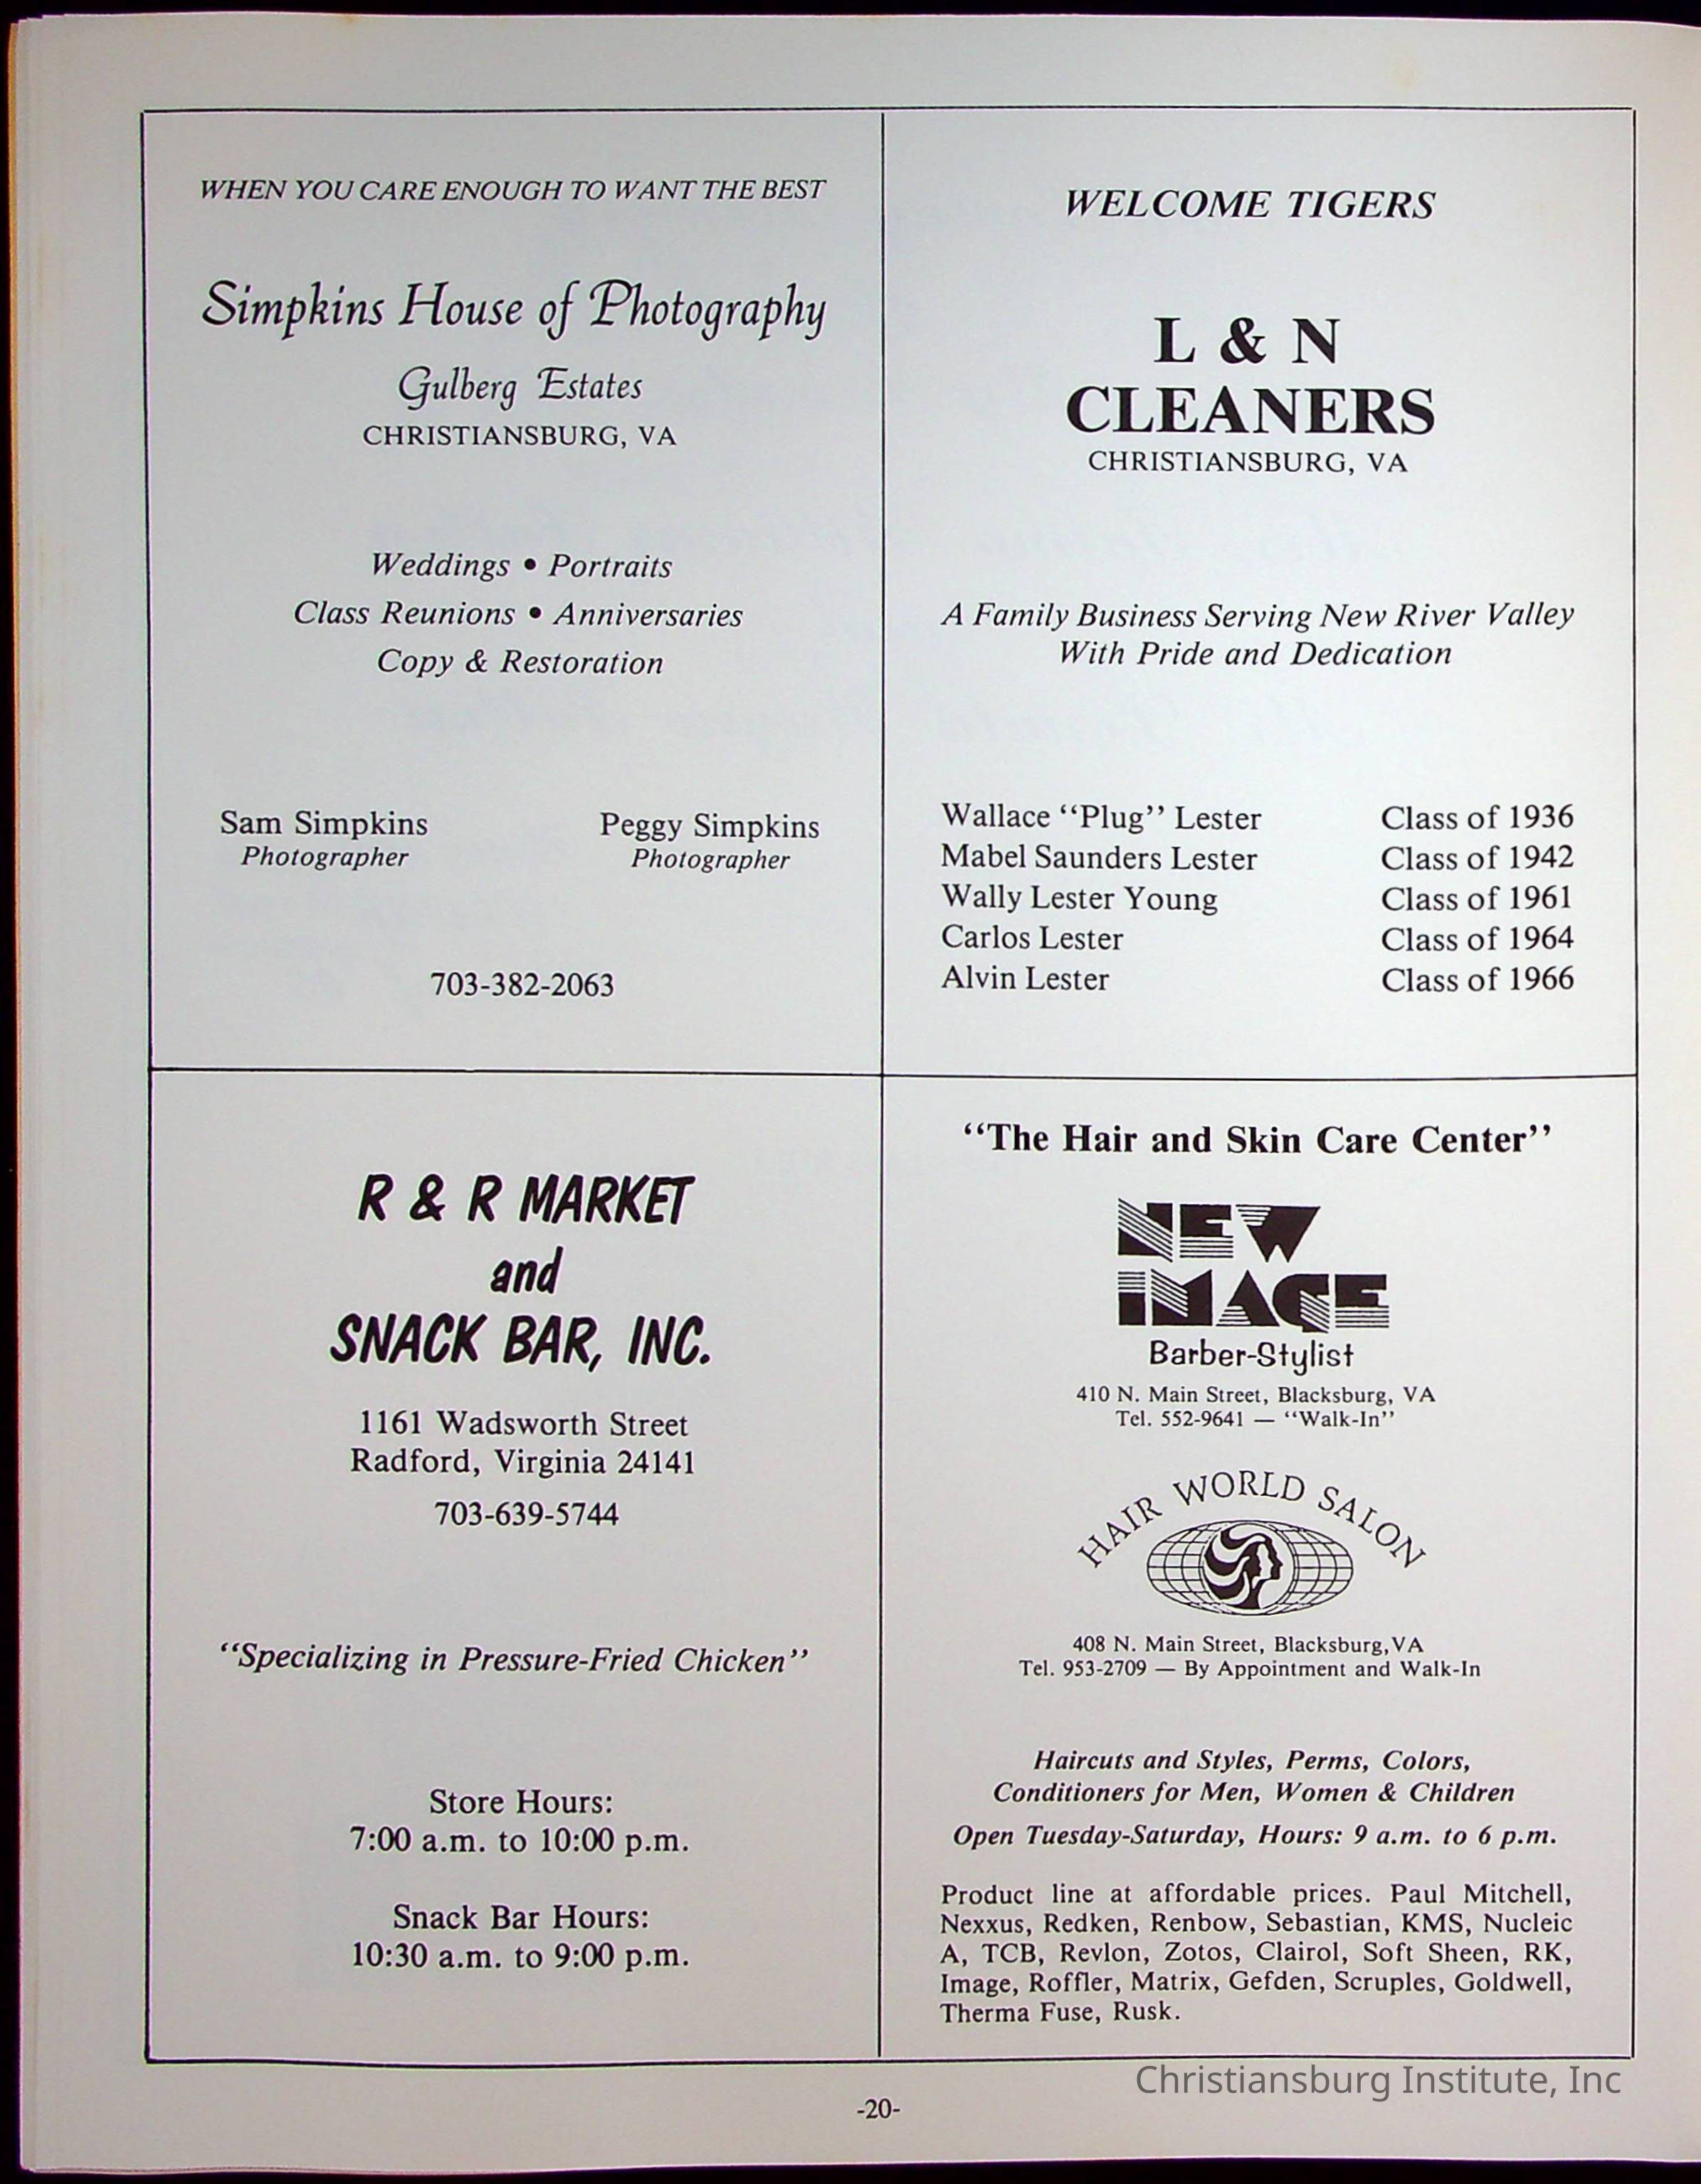 WHEN YOU CARE ENOUGH TO WANT THE BEST
Simpkins House of Photography
Gulberg Estates
CHRISTIANSBURG, VA
Weddings • Portraits
Class Reunions • Anniversaries
Copy & Restoration
Sam Simpkins
Photographer
Peggy Simpkins
Photographer
703-382-2063
WELCOME TIGERS
L & N
CLEANERS
CHRISTIANSBURG, VA
A Family Business Serving New River Valley
With Pride and Dedication
Wallace “Plug” Lester Class of 1936
Mabel Saunders Lester Class of 1942
Wally Lester Young Class of 1961
Carlos Lester Class of 1964
Alvin Lester Class of 1966
R & R MARKET
and
SNACK BAR, INC.
1161 Wadsworth Street
Radford, Virginia 24141
703-639-5744
“Specializing in Pressure-Fried Chicken”
Store Hours:
7:00 a.m. to 10:00 p.m.
Snack Bar Hours:
10:30 a.m. to 9:00 p.m.
“The Hair and Skin Care Center”
NEW
IMAGE
Barber-Stylist
410 N. Main Street, Blacksburg, VA
Tel. 552-9641 — “Walk-In”
HAIR WORLD SALON
408 N. Main Street, Blacksburg,VA
Tel. 953-2709 — By Appointment and Walk-In
Haircuts and Styles, Perms, Colors,
Conditioners for Men, Women & Children
Open Tuesday-Saturday, Hours: 9 a.m. to 6 p.m.
Product line at affordable prices. Paul Mitchell,
Nexxus, Redken, Renbow, Sebastian, KMS, Nucleic
A, TCB, Revlon, Zotos, Clairol, Soft Sheen, RK,
Image, Roffler, Matrix, Gefden, Scruples, Goldwell,
Therma Fuse, Rusk.
Christiansburg Institute, Inc
-20-